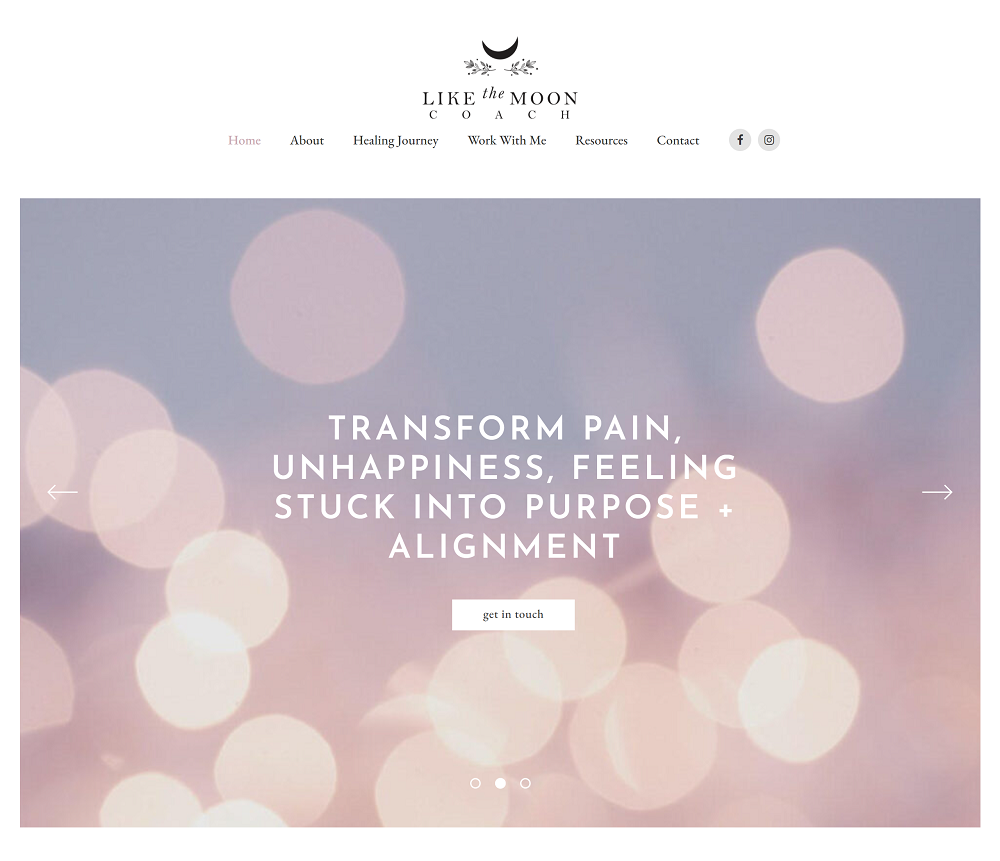 LIKE the MOON
COACH
Home About Healing Journey Work With Me Resources Contact
TRANSFORM PAIN,
UNHAPPINESS, FEELING
STUCK INTO PURPOSE +
ALIGNMENT
get in touch